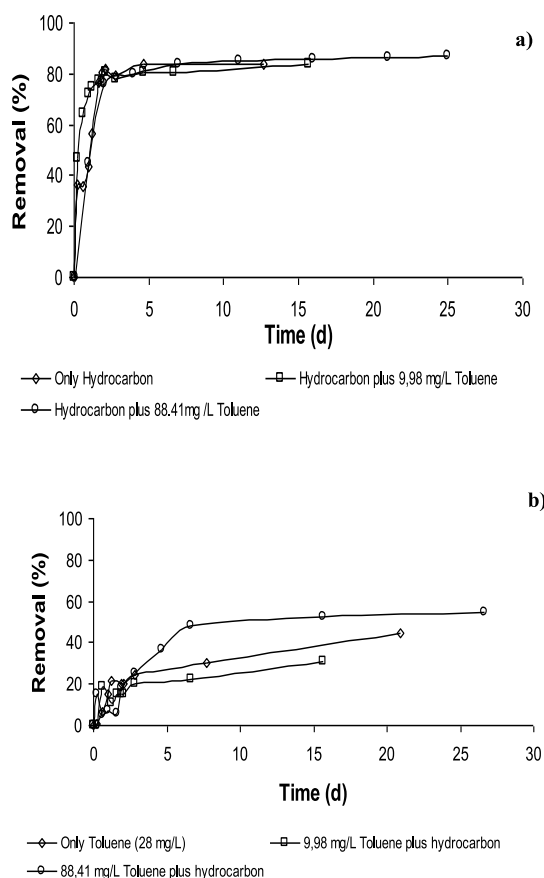 a)
Removal (%)
100
80
60
40
20
0
0 5 10 15 20 25 30
Time (d)
Only Hydrocarbon
Hydrocarbon plus 9,98 mg/L Toluene
Hydrocarbon plus 88.41mg /L Toluene
b)
Removal (%)
100
80
60
40
20
0
0 5 10 15 20 25 30
Time (d)
Only Toluene (28 mg/L)
9,98 mg/L Toluene plus hydrocarbon
88,41 mg/L Toluene plus hydrocarbon